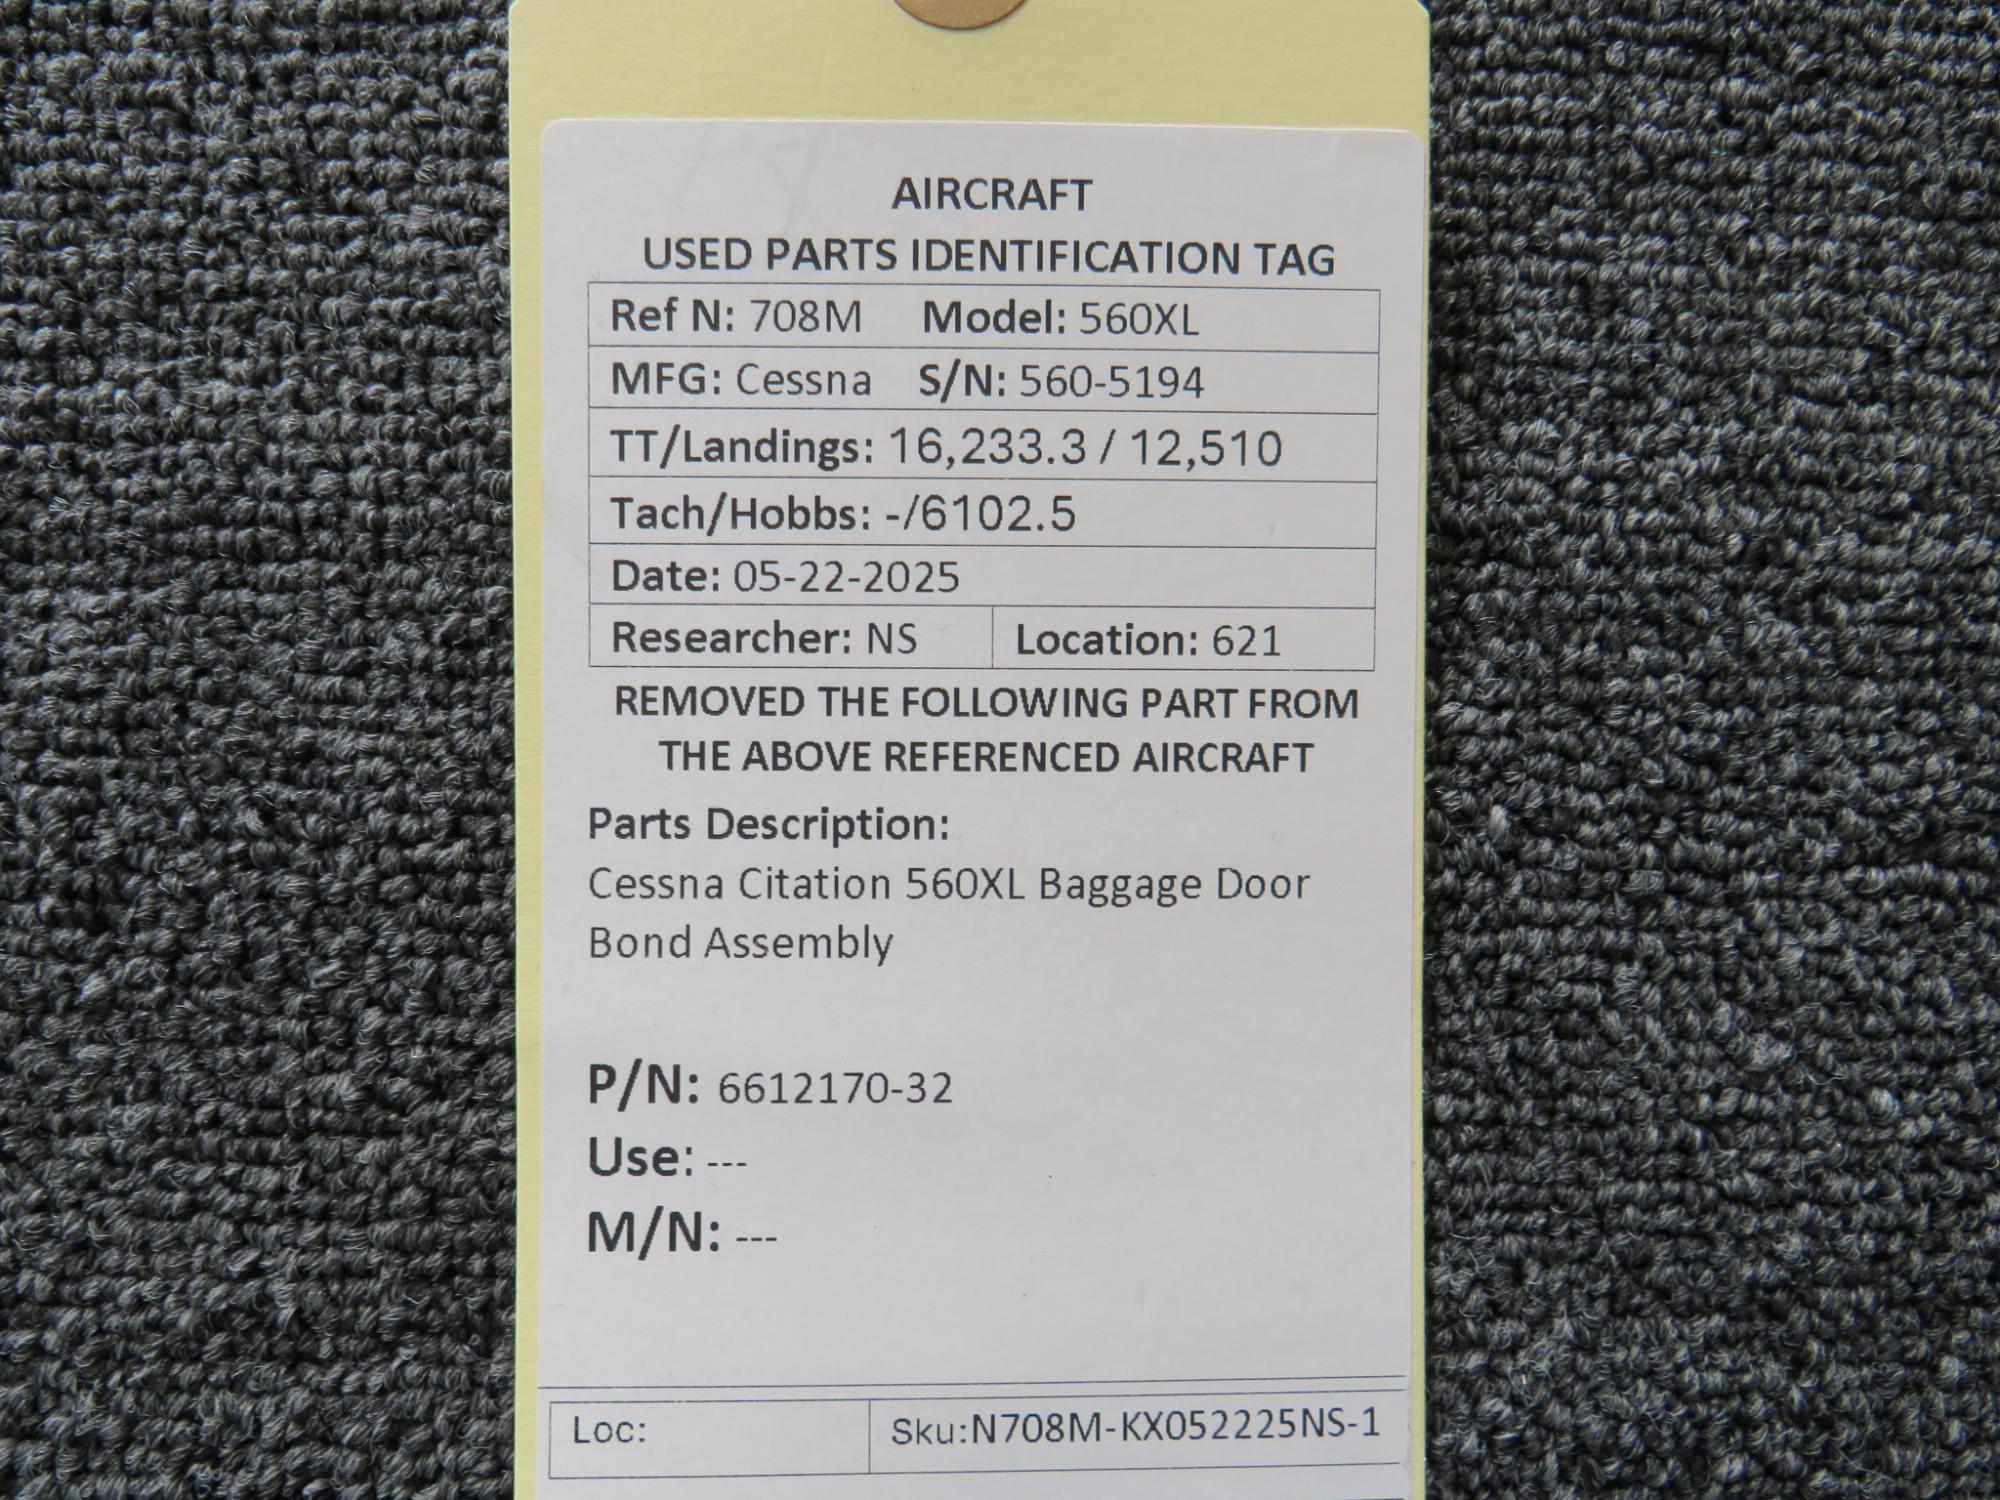 AIRCRAFT
USED PARTS IDENTIFICATION TAG
Ref N: 708M Model: 560XL
MFG: Cessna S/N: 560-5194
TT/Landings: 16,233.3 / 12,510
Tach/Hobbs: -/6102.5
Date: 05-22-2025
Researcher: NS Location: 621
REMOVED THE FOLLOWING PART FROM
THE ABOVE REFERENCED AIRCRAFT
Parts Description:
Cessna Citation 560XL Baggage Door
Bond Assembly
P/N: 6612170-32
Use: ---
M/N: ---
Loc: Sku:N708M-KX052225NS-1